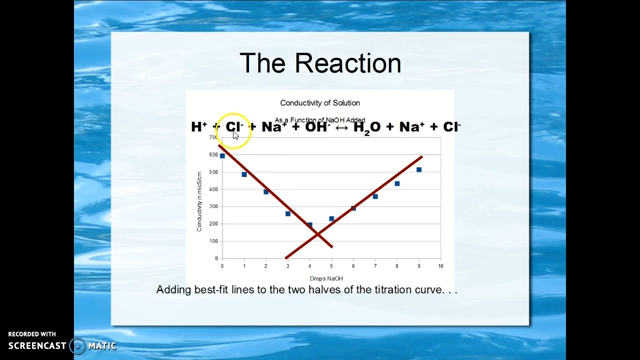 The Reaction
Conductivity of Solution
As a Function of NaOH Added
H⁺ + Cl⁻ + Na⁺ + OH⁻ ↔ H₂O + Na⁺ + Cl⁻
700
600
500
400
300
200
100
0
Conductivity in micS/cm
0 1 2 3 4 5 6 7 8 9 10
Drops NaOH
Adding best-fit lines to the two halves of the titration curve. . .
RECORDED WITH
SCREENCAST MATIC